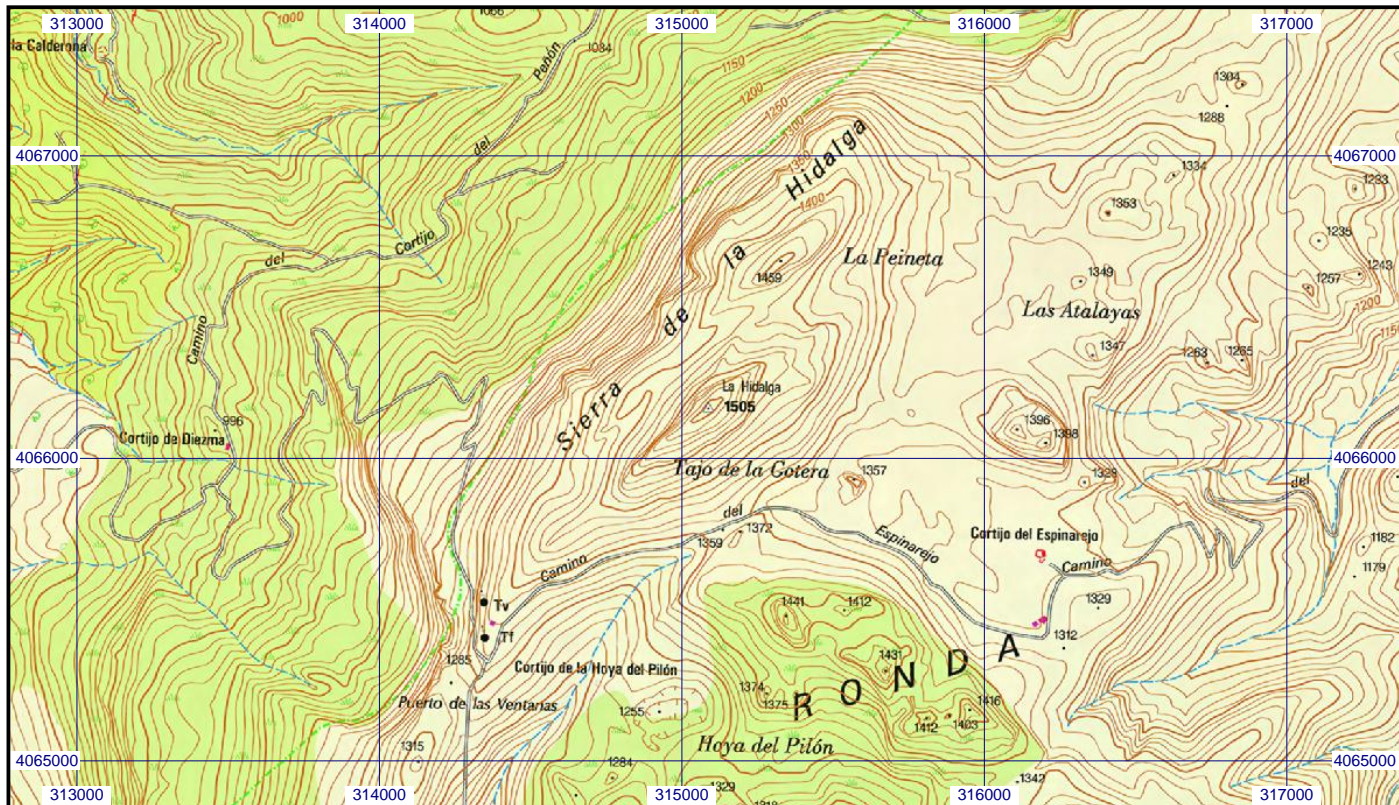 313000
314000
315000
316000
317000
1000
1066
1084
1150
1200
1250
1300
1350
1400
la Calderona
Peñón
del
Cortijo
del
Camino
1304
1288
4067000
4067000
Hidalga
la
de
Sierra
1334
1353
1233
1235
1243
1257
1200
1150
1459
La Peineta
1349
Las Atalayas
1347
1263
1265
La Hidalga
1505
996
Cortijo de Diezma
1396
1398
4066000
4066000
Tajo de la Gotera
1357
1328
del
Espinarejo
1372
1359
Camino
Cortijo del Espinarejo
Camino
del
1182
1179
Tv
Tf
1441
1412
1329
1312
1285
Cortijo de la Hoya del Pilón
1431
RONDA
Puerto de las Ventanas
1255
1374
1375
1416
1412
1403
1315
Hoya del Pilón
4065000
4065000
1284
1329
1342
1318
313000
314000
315000
316000
317000